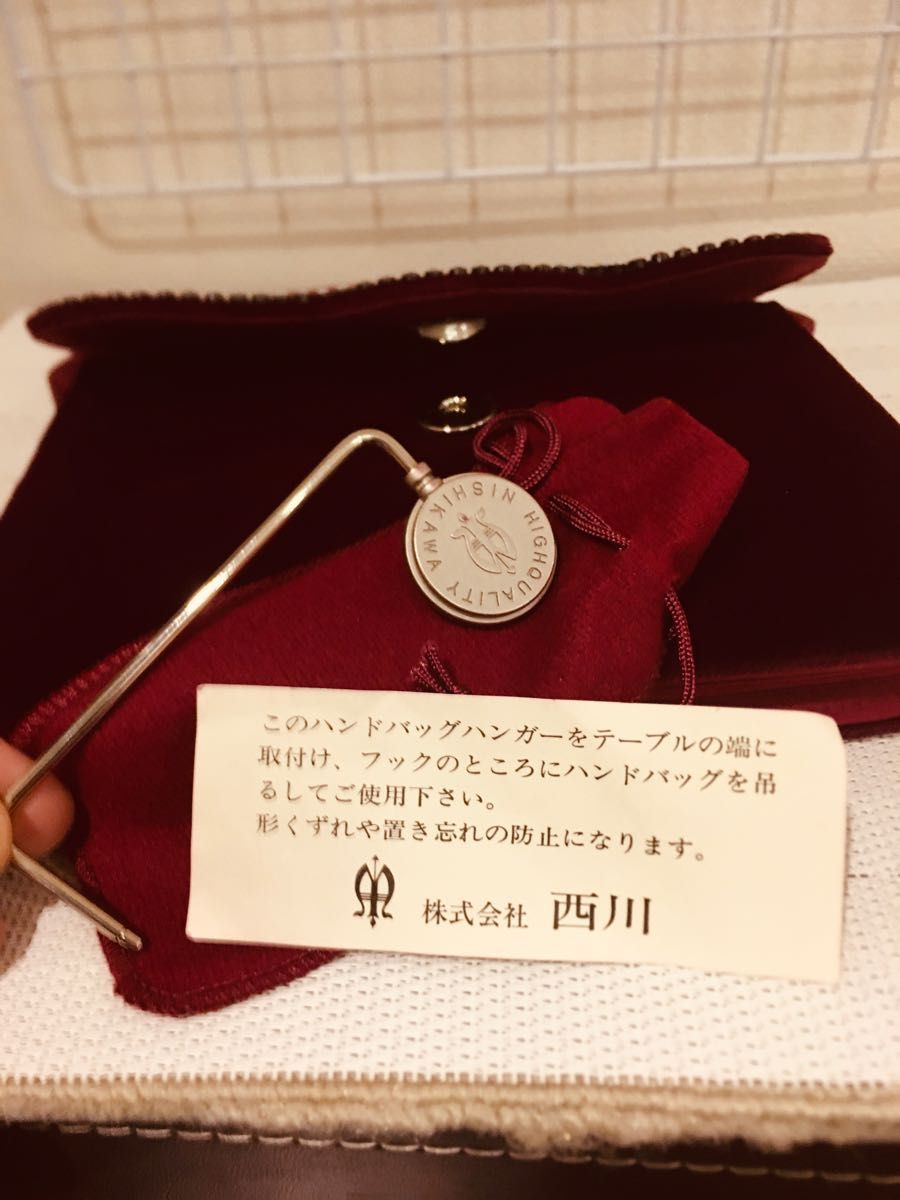 NISHIKAWA HIGHQUALITY
このハンドバッグハンガーをテーブルの端に
取付け、フックのところにハンドバッグを吊
るしてご使用下さい。
形くずれや置き忘れの防止になります。
株式会社 西川